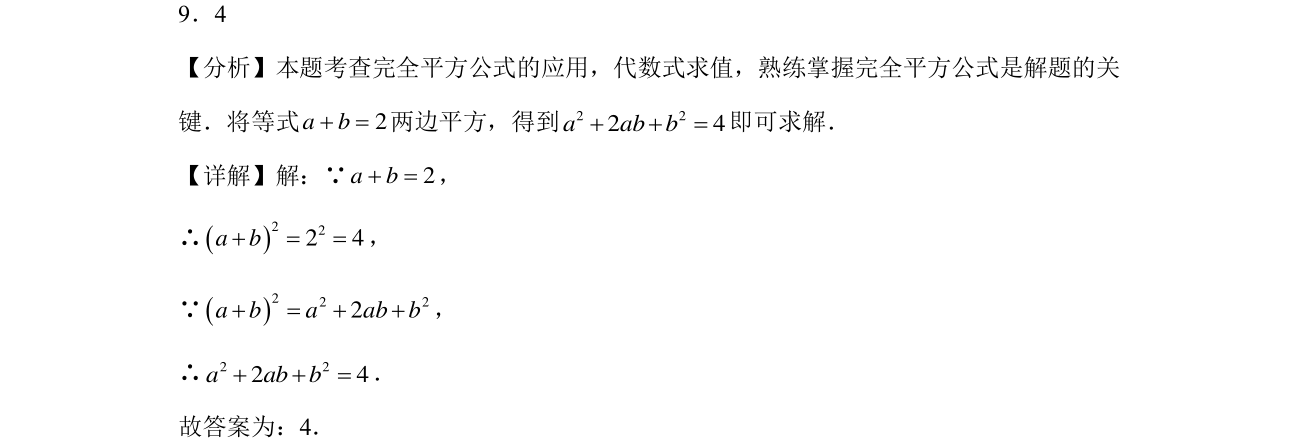 9．4
【分析】本题考查完全平方公式的应用，代数式求值，熟练掌握完全平方公式是解题的关
键．将等式a+b=2两边平方，得到a²+2ab+b²=4即可求解．
【详解】解：∵a+b=2，
∴(a+b)²=2²=4，
∵(a+b)²=a²+2ab+b²，
∴a²+2ab+b²=4．
故答案为：4．